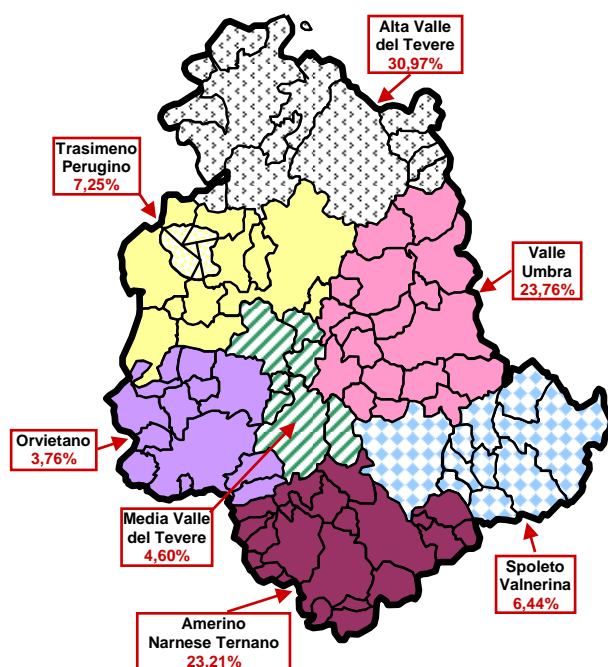 Alta Valle
del Tevere
30,97%
Trasimeno
Perugino
7,25%
Valle
Umbra
23,76%
Orvietano
3,76%
Media Valle
del Tevere
4,60%
Spoleto
Valnerina
6,44%
Amerino
Narnese Ternano
23,21%